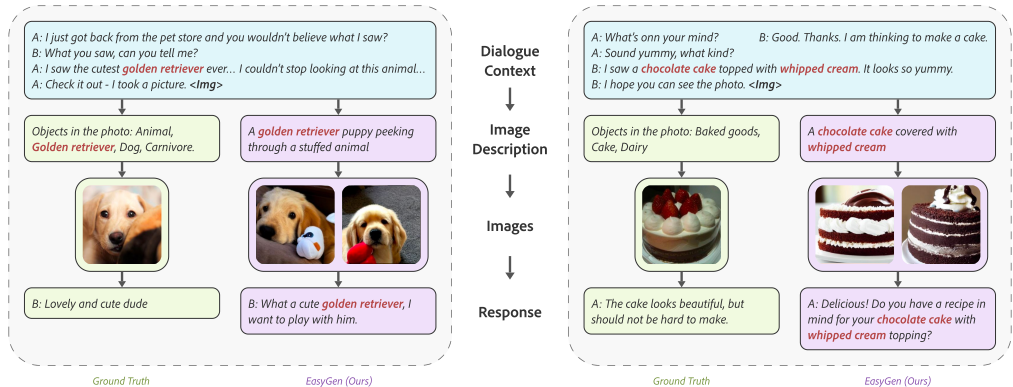 A: I just got back from the pet store and you wouldn't believe what I saw?
B: What you saw, can you tell me?
A: I saw the cutest golden retriever ever... I couldn't stop looking at this animal...
A: Check it out - I took a picture. <Img>
Objects in the photo: Animal,
Golden retriever, Dog, Carnivore.
A golden retriever puppy peeking
through a stuffed animal
B: Lovely and cute dude
B: What a cute golden retriever, I
want to play with him.
Ground Truth
EasyGen (Ours)
Dialogue
Context
Image
Description
Images
Response
A: What's onn your mind? B: Good. Thanks. I am thinking to make a cake.
A: Sound yummy, what kind?
B: I saw a chocolate cake topped with whipped cream. It looks so yummy.
B: I hope you can see the photo. <Img>
Objects in the photo: Baked goods,
Cake, Dairy
A chocolate cake covered with
whipped cream
A: The cake looks beautiful, but
should not be hard to make.
A: Delicious! Do you have a recipe in
mind for your chocolate cake with
whipped cream topping?
Ground Truth
EasyGen (Ours)